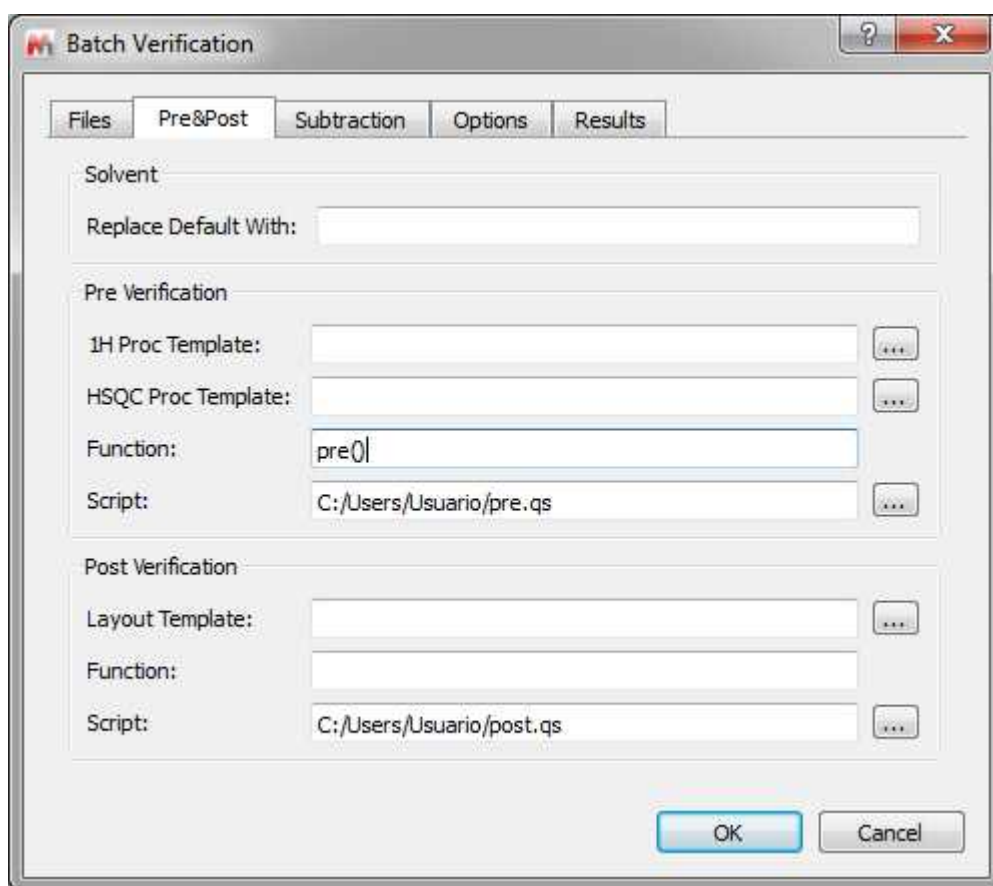 Batch Verification
Files Pre&Post Subtraction Options Results
Solvent
Replace Default With:
Pre Verification
1H Proc Template: ...
HSQC Proc Template: ...
Function: pre()
Script: C:/Users/Usuario/pre.qs ...
Post Verification
Layout Template: ...
Function:
Script: C:/Users/Usuario/post.qs ...
OK Cancel